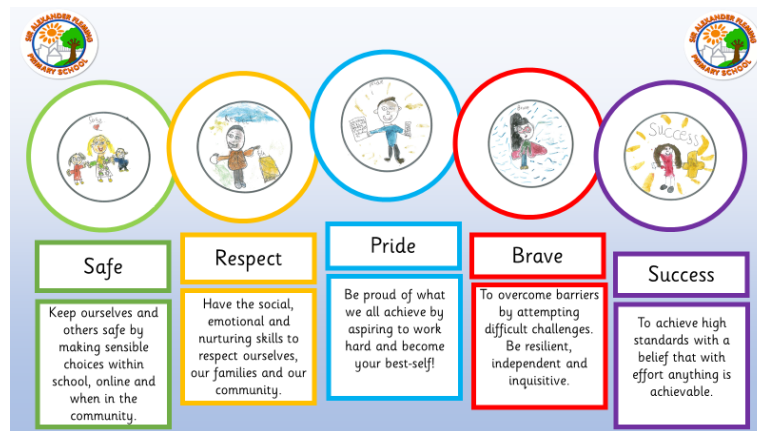 SIR ALEXANDER FLEMING
PRIMARY SCHOOL
SIR ALEXANDER FLEMING
PRIMARY SCHOOL
Safe
Respect
Pride
Brave
Success
Success
Keep ourselves and
others safe by
making sensible
choices within
school, online and
when in the
community.
Have the social,
emotional and
nurturing skills to
respect ourselves,
our families and our
community.
Be proud of what
we all achieve by
aspiring to work
hard and become
your best-self!
To overcome barriers
by attempting
difficult challenges.
Be resilient,
independent and
inquisitive.
To achieve high
standards with a
belief that with
effort anything is
achievable.